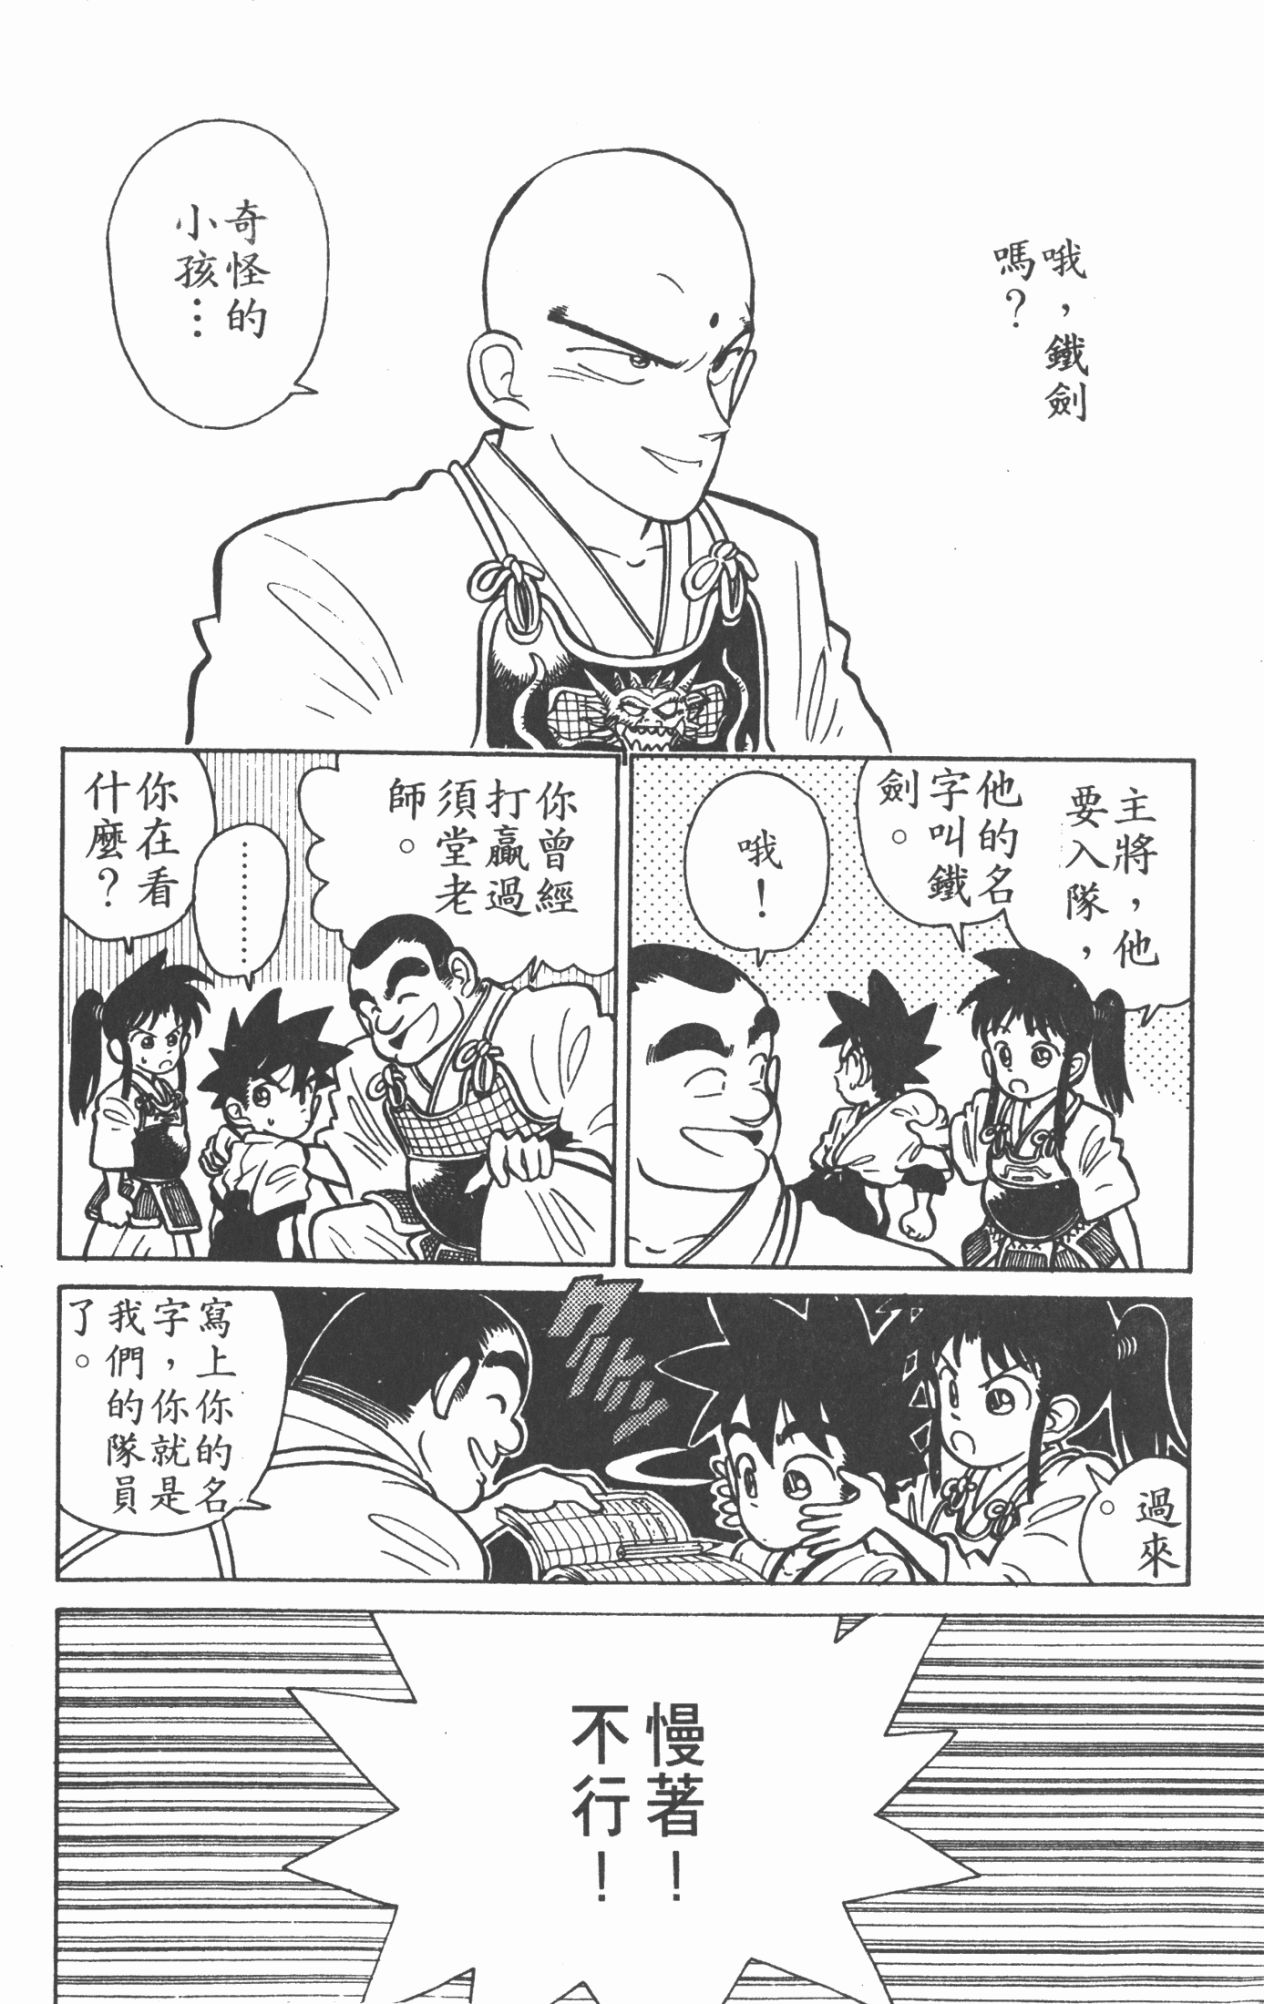 哦，鐵劍
嗎？
奇怪的
小孩…
主將，他
要入隊，
他的名
字叫鐵
劍。
哦！
你曾經
打贏過
須堂老
師。
………
你在看
什麼？
過來
。
クルッ
寫上你的名
字，你就是
我們的隊員
了。
慢著！
不行！